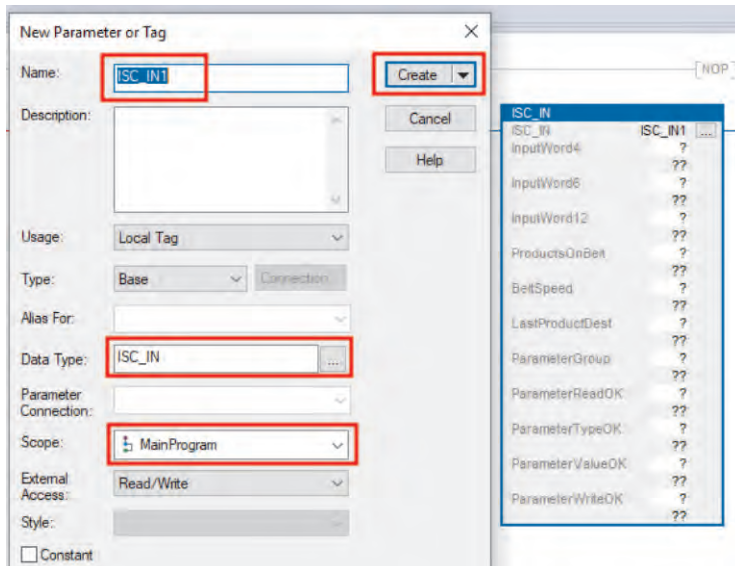 New Parameter or Tag
Name:
ISC_IN1
Create
Description:
Cancel
Help
Usage:
Local Tag
Type:
Base
Connection...
Alias For:
Data Type:
ISC_IN
...
Parameter
Connection:
Scope:
MainProgram
External
Access:
Read/Write
Style:
Constant
NOP
ISC_IN
ISC_IN ISC_IN1 ...
InputWord4 ?
??
InputWord6 ?
??
InputWord12 ?
??
ProductsOnBelt ?
??
BeltSpeed ?
??
LastProductDest ?
??
ParameterGroup ?
??
ParameterReadOK ?
??
ParameterTypeOK ?
??
ParameterValueOK ?
??
ParameterWriteOK ?
??